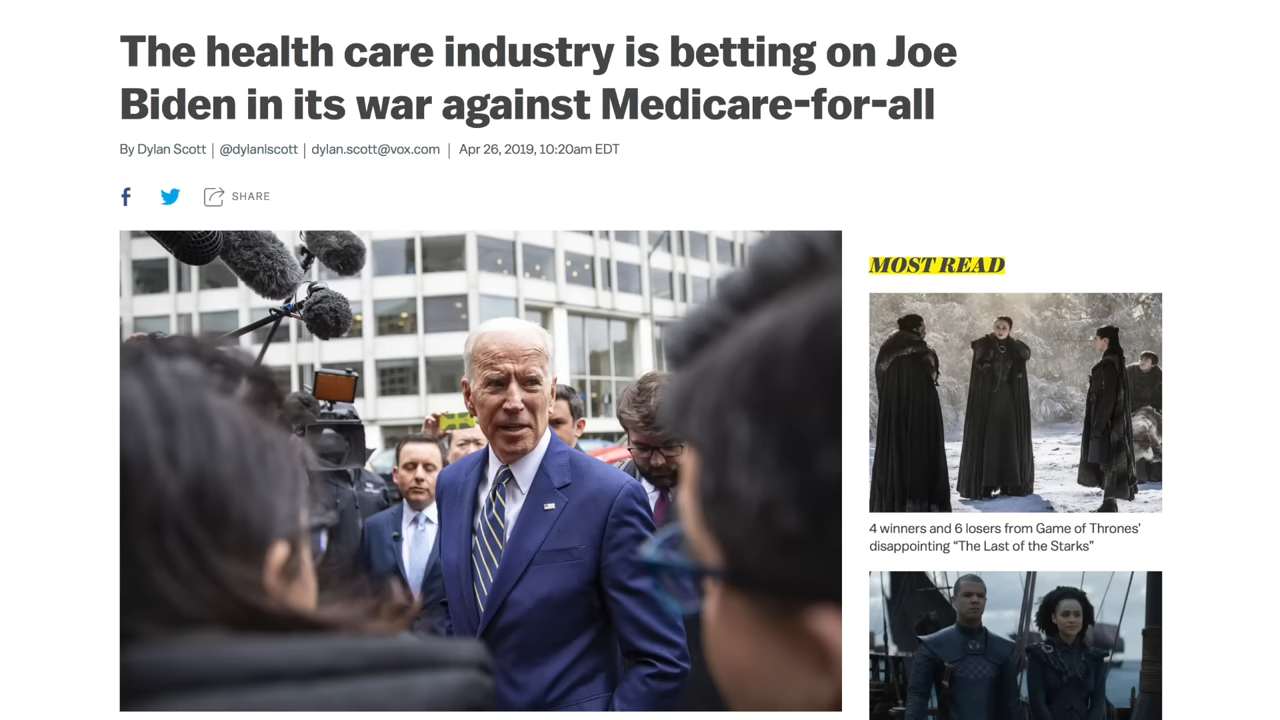 The health care industry is betting on Joe
Biden in its war against Medicare-for-all
By Dylan Scott | @dylanlscott | dylan.scott@vox.com | Apr 26, 2019, 10:20am EDT
SHARE
MOST READ
4 winners and 6 losers from Game of Thrones’
disappointing “The Last of the Starks”